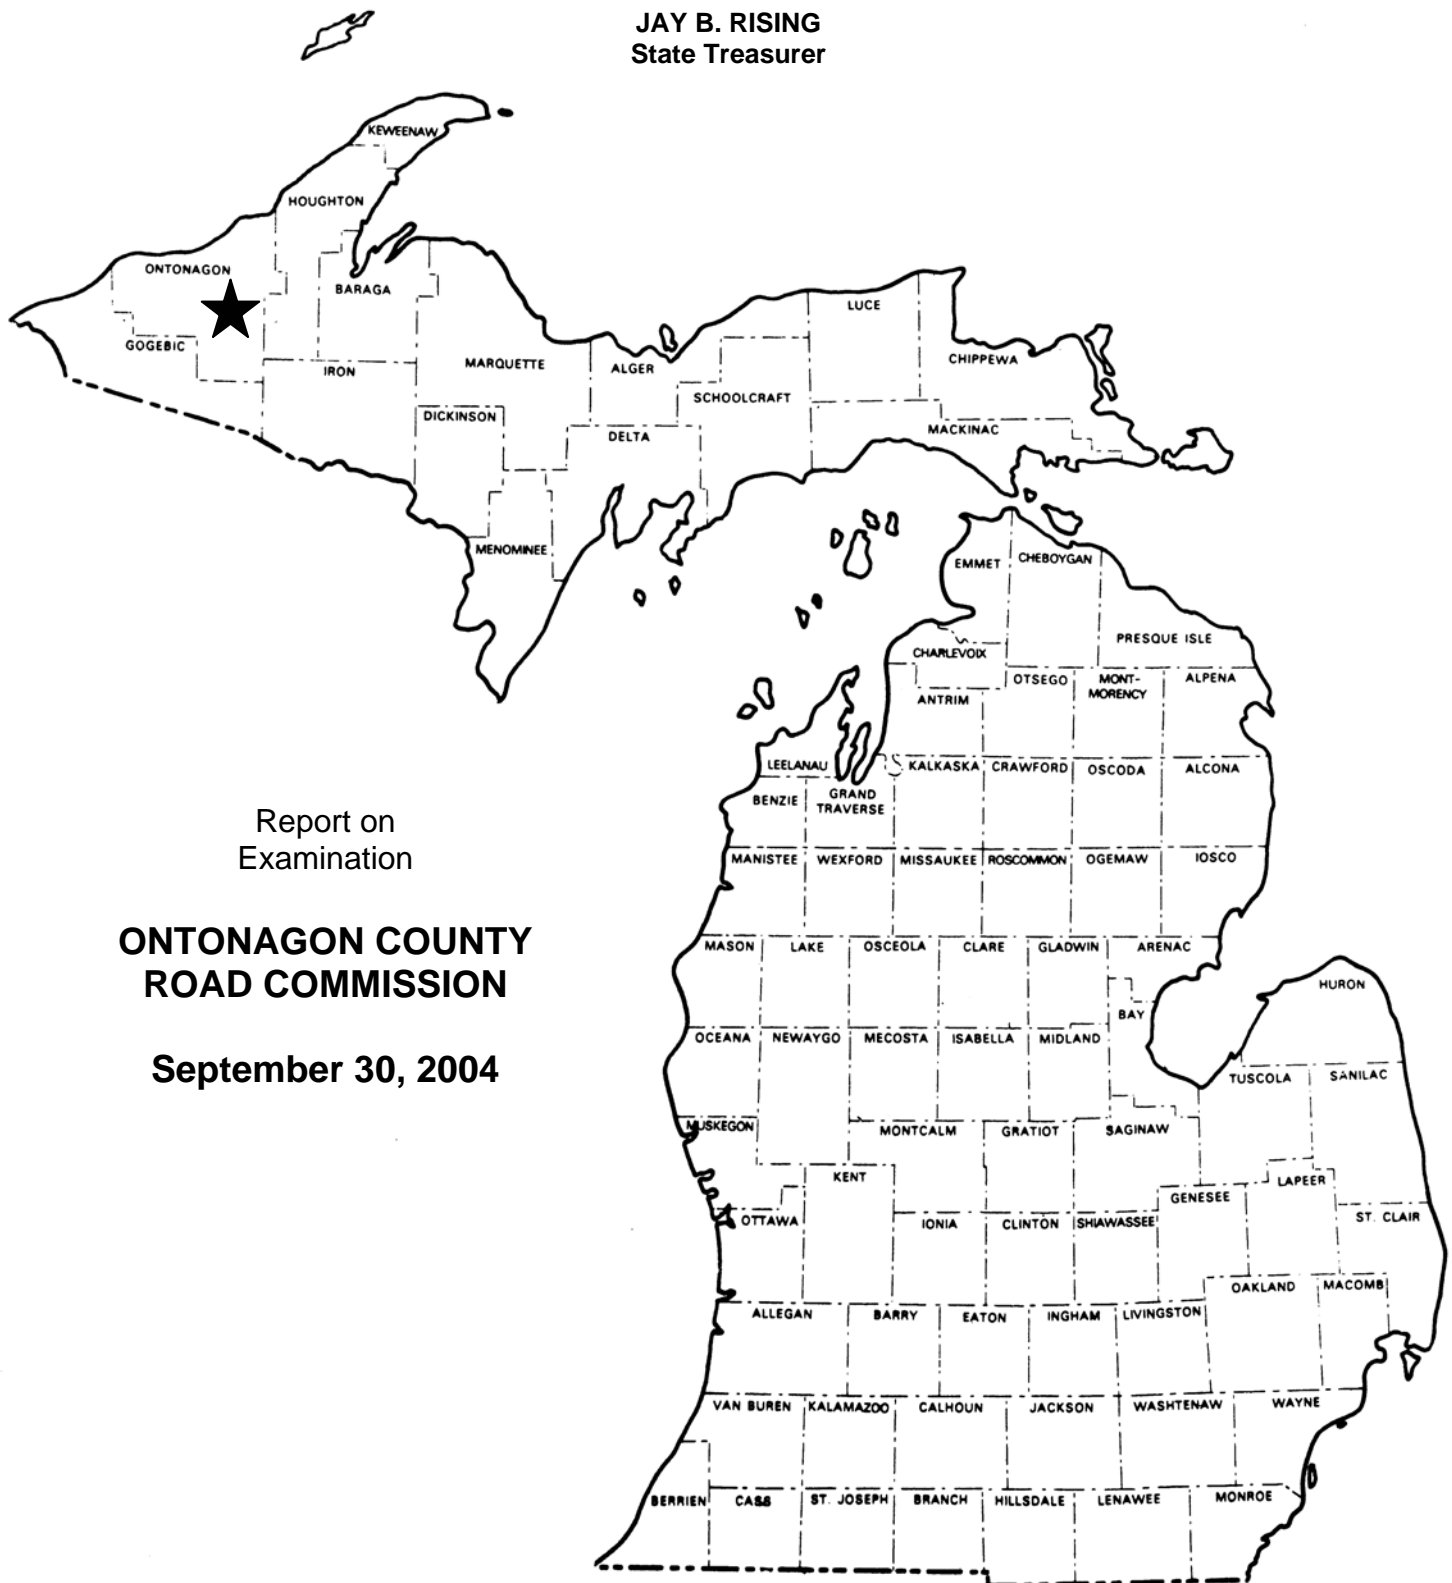 JAY B. RISING
State Treasurer
KEWEENAW
HOUGHTON
ONTONAGON
BARAGA
GOGEBIC
IRON
MARQUETTE
DICKINSON
MENOMINEE
ALGER
DELTA
SCHOOLCRAFT
LUCE
CHIPPEWA
MACKINAC
EMMET
CHEBOYGAN
PRESQUE ISLE
CHARLEVOIX
ANTRIM
OTSEGO
MONT-
MORENCY
ALPENA
LEELANAU
KALKASKA
CRAWFORD
OSCODA
ALCONA
BENZIE
GRAND
TRAVERSE
MANISTEE
WEXFORD
MISSAUKEE
ROSCOMMON
OGEMAW
IOSCO
Report on
Examination
ONTONAGON COUNTY
ROAD COMMISSION
September 30, 2004
MASON
LAKE
OSCEOLA
CLARE
GLADWIN
ARENAC
HURON
BAY
OCEANA
NEWAYGO
MECOSTA
ISABELLA
MIDLAND
TUSCOLA
SANILAC
MUSKEGON
MONTCALM
GRATIOT
SAGINAW
KENT
GENESEE
LAPEER
OTTAWA
IONIA
CLINTON
SHIAWASSEE
ST. CLAIR
OAKLAND
MACOMB
ALLEGAN
BARRY
EATON
INGHAM
LIVINGSTON
VAN BUREN
KALAMAZOO
CALHOUN
JACKSON
WASHTENAW
WAYNE
BERRIEN
CASS
ST. JOSEPH
BRANCH
HILLSDALE
LENAWEE
MONROE